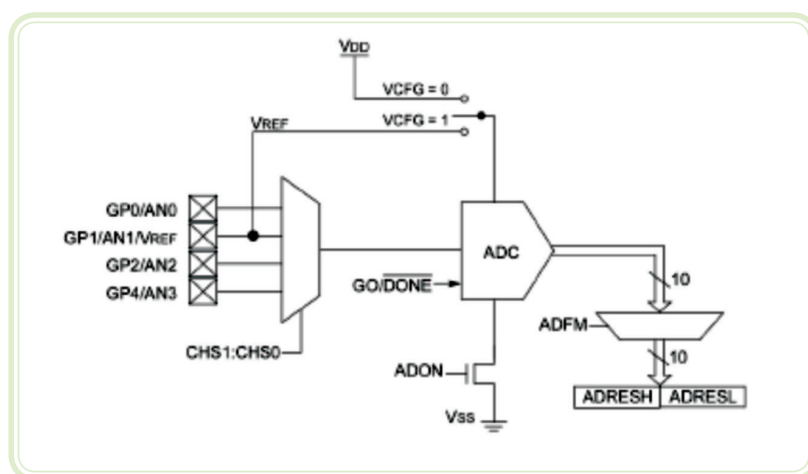 VDD
VCFG = 0
VCFG = 1
VREF
GP0/AN0
GP1/AN1/VREF
GP2/AN2
GP4/AN3
ADC
GO/DONE
10
ADFM
CHS1:CHS0
10
ADON
ADRESH ADRESL
VSS